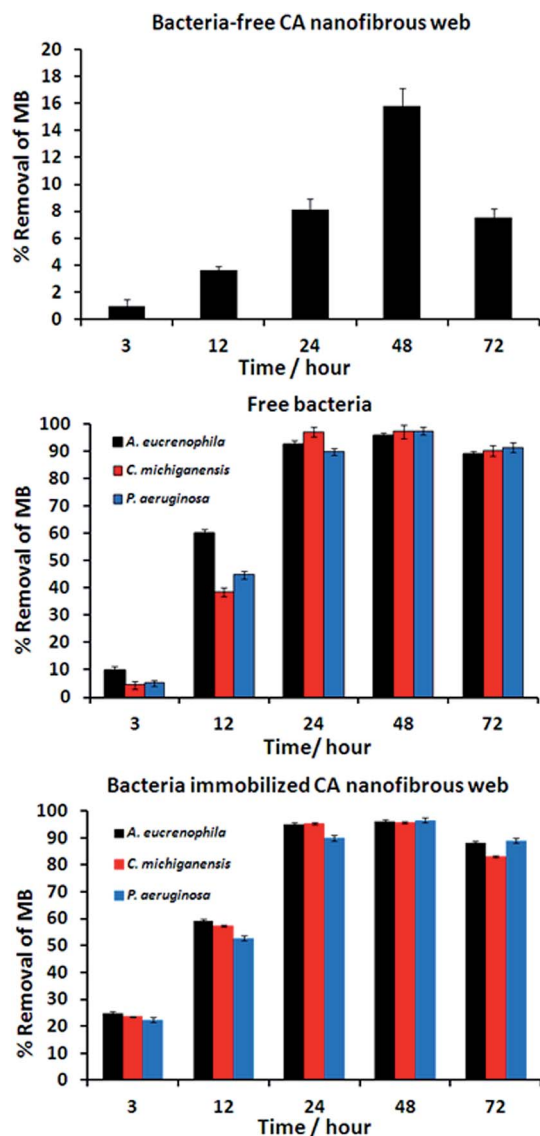 Bacteria-free CA nanofibrous web
% Removal of MB
20
18
16
14
12
10
8
6
4
2
0
3 12 24 48 72
Time / hour
Free bacteria
% Removal of MB
100
90
80
70
60
50
40
30
20
10
0
A. eucrenophila
C. michiganensis
P. aeruginosa
3 12 24 48 72
Time/ hour
Bacteria immobilized CA nanofibrous web
% Removal of MB
100
90
80
70
60
50
40
30
20
10
0
A. eucrenophila
C. michiganensis
P. aeruginosa
3 12 24 48 72
Time / hour